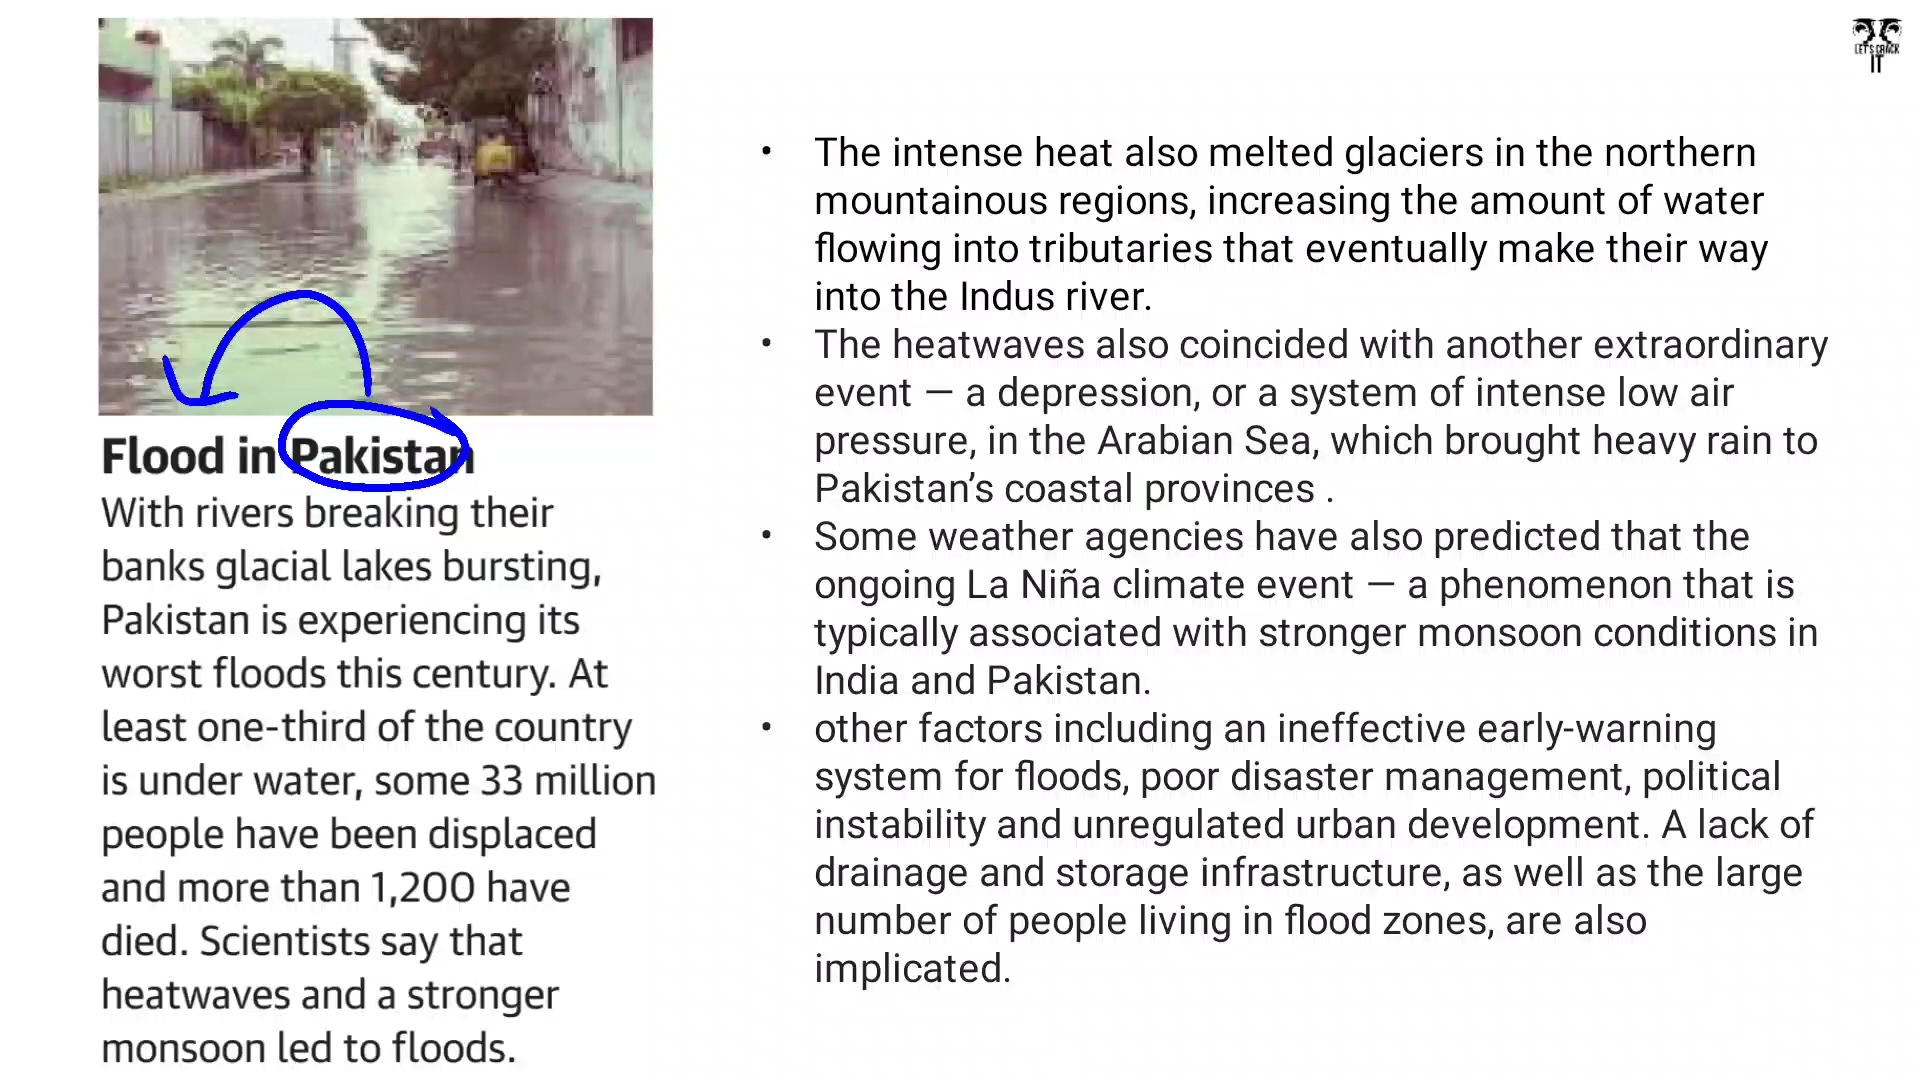 LET'S CRACK
IT
Flood in Pakistan
With rivers breaking their
banks glacial lakes bursting,
Pakistan is experiencing its
worst floods this century. At
least one-third of the country
is under water, some 33 million
people have been displaced
and more than 1,200 have
died. Scientists say that
heatwaves and a stronger
monsoon led to floods.
• The intense heat also melted glaciers in the northern
mountainous regions, increasing the amount of water
flowing into tributaries that eventually make their way
into the Indus river.
• The heatwaves also coincided with another extraordinary
event — a depression, or a system of intense low air
pressure, in the Arabian Sea, which brought heavy rain to
Pakistan’s coastal provinces .
• Some weather agencies have also predicted that the
ongoing La Niña climate event — a phenomenon that is
typically associated with stronger monsoon conditions in
India and Pakistan.
• other factors including an ineffective early-warning
system for floods, poor disaster management, political
instability and unregulated urban development. A lack of
drainage and storage infrastructure, as well as the large
number of people living in flood zones, are also
implicated.